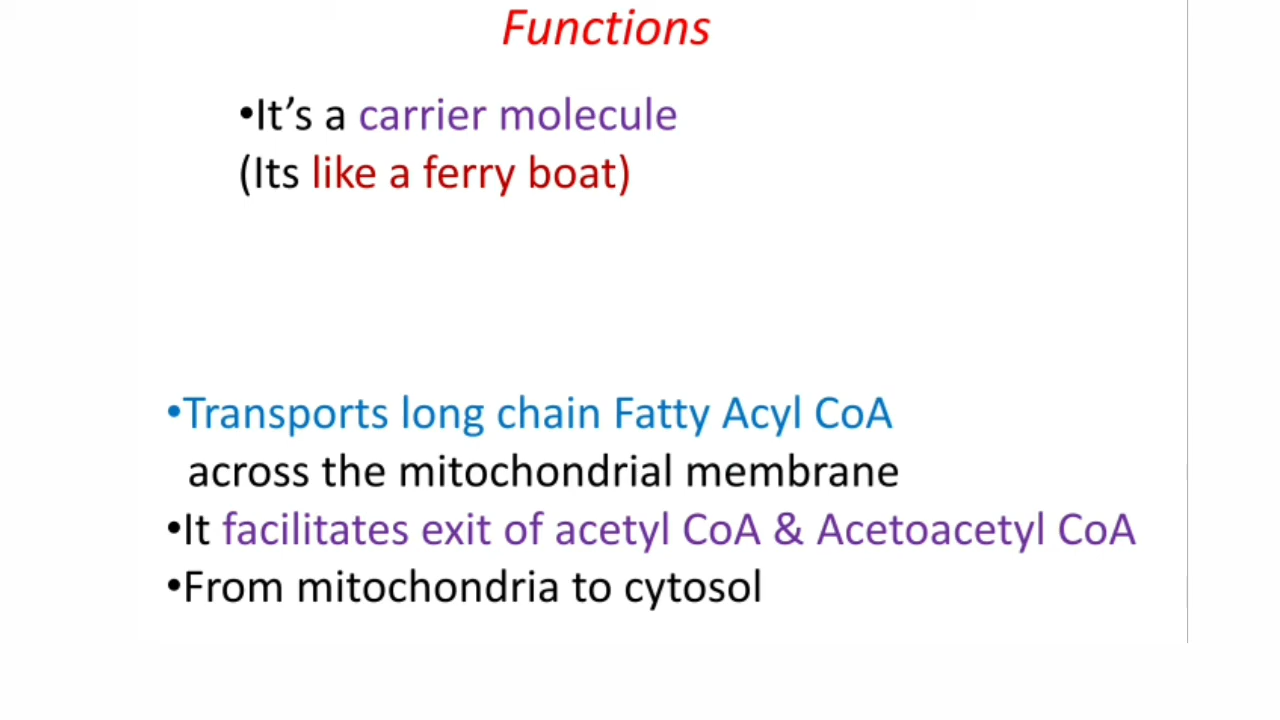 Functions
•It’s a carrier molecule
(Its like a ferry boat)
•Transports long chain Fatty Acyl CoA
across the mitochondrial membrane
•It facilitates exit of acetyl CoA & Acetoacetyl CoA
•From mitochondria to cytosol